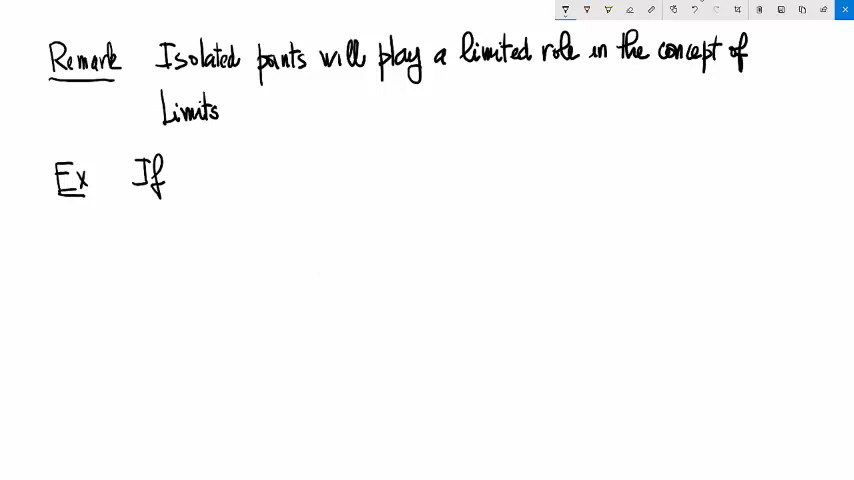 Remark Isolated points will play a limited role in the concept of
Limits
Ex If